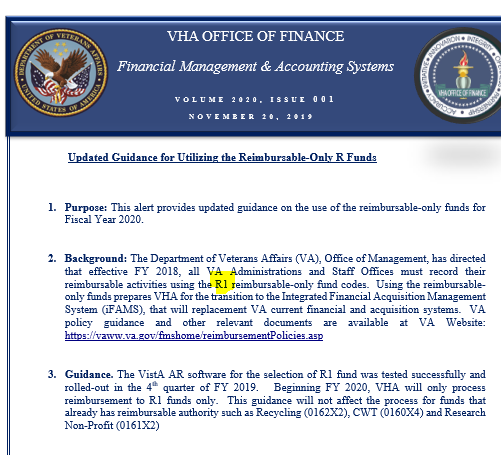 VHA OFFICE OF FINANCE
Financial Management & Accounting Systems
VOLUME 2020, ISSUE 001
NOVEMBER 20, 2019
DEPARTMENT OF VETERANS AFFAIRS
UNITED STATES OF AMERICA
INNOVATION • INTEGRITY
VHA OFFICE OF FINANCE
Updated Guidance for Utilizing the Reimbursable-Only R Funds
1. Purpose: This alert provides updated guidance on the use of the reimbursable-only funds for
Fiscal Year 2020.
2. Background: The Department of Veterans Affairs (VA), Office of Management, has directed
that effective FY 2018, all VA Administrations and Staff Offices must record their
reimbursable activities using the R1 reimbursable-only fund codes. Using the reimbursable-
only funds prepares VHA for the transition to the Integrated Financial Acquisition Management
System (iFAMS), that will replacement VA current financial and acquisition systems. VA
policy guidance and other relevant documents are available at VA Website:
https://vaww.va.gov/fmshome/reimbursementPolicies.asp
3. Guidance. The VistA AR software for the selection of R1 fund was tested successfully and
rolled-out in the 4th quarter of FY 2019. Beginning FY 2020, VHA will only process
reimbursement to R1 funds only. This guidance will not affect the process for funds that
already has reimbursable authority such as Recycling (0162X2), CWT (0160X4) and Research
Non-Profit (0161X2)